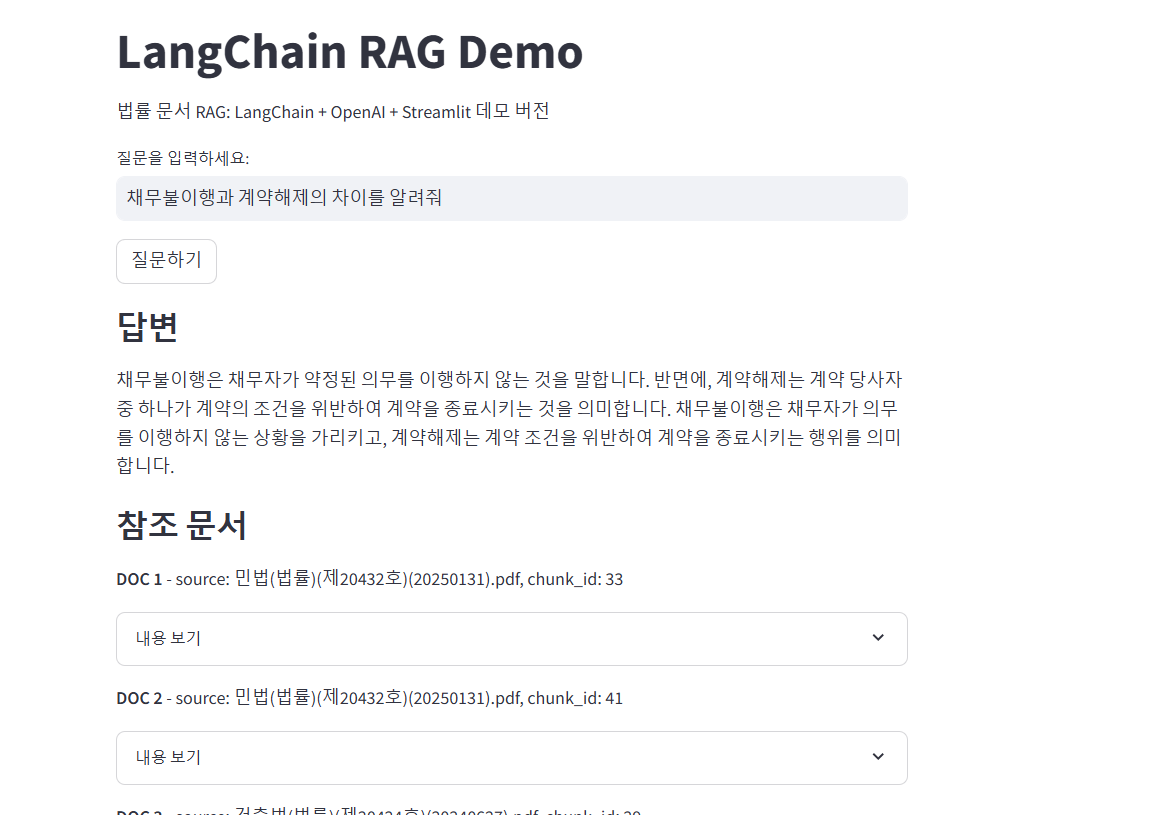 LangChain RAG Demo
법률 문서 RAG: LangChain + OpenAI + Streamlit 데모 버전
질문을 입력하세요:
채무불이행과 계약해제의 차이를 알려줘
질문하기
답변
채무불이행은 채무자가 약정된 의무를 이행하지 않는 것을 말합니다. 반면에, 계약해제는 계약 당사자
중 하나가 계약의 조건을 위반하여 계약을 종료시키는 것을 의미합니다. 채무불이행은 채무자가 의무
를 이행하지 않는 상황을 가리키고, 계약해제는 계약 조건을 위반하여 계약을 종료시키는 행위를 의미
합니다.
참조 문서
DOC 1 - source: 민법(법률)(제20432호)(20250131).pdf, chunk_id: 33
내용 보기
DOC 2 - source: 민법(법률)(제20432호)(20250131).pdf, chunk_id: 41
내용 보기